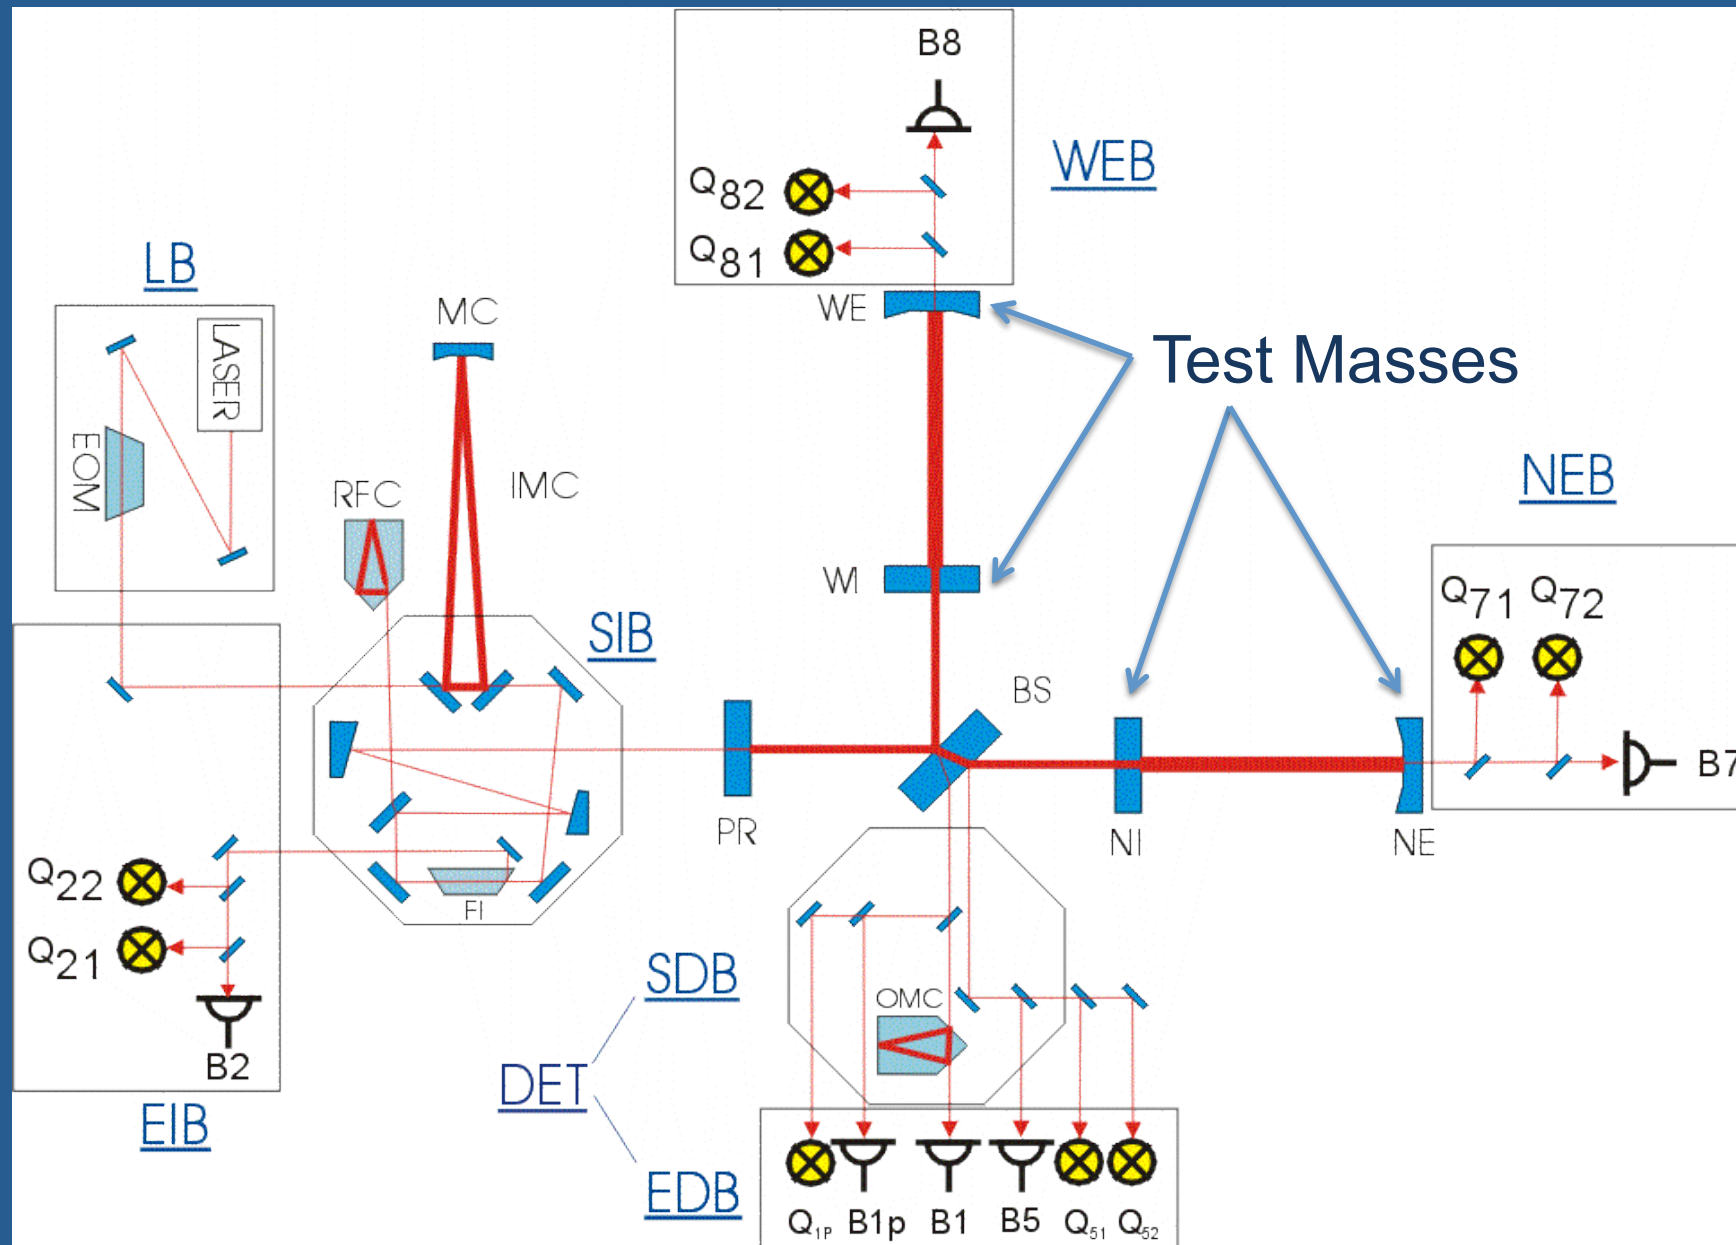 B8
WEB
Q82
Q81
LB
LASER
EOM
MC
WE
Test Masses
RFC
IMC
NEB
Q71
Q72
WI
SIB
BS
B7
PR
NI
NE
Q22
FI
Q21
SDB
OMC
B2
DET
EIB
EDB
Q1P
B1p
B1
B5
Q51
Q52